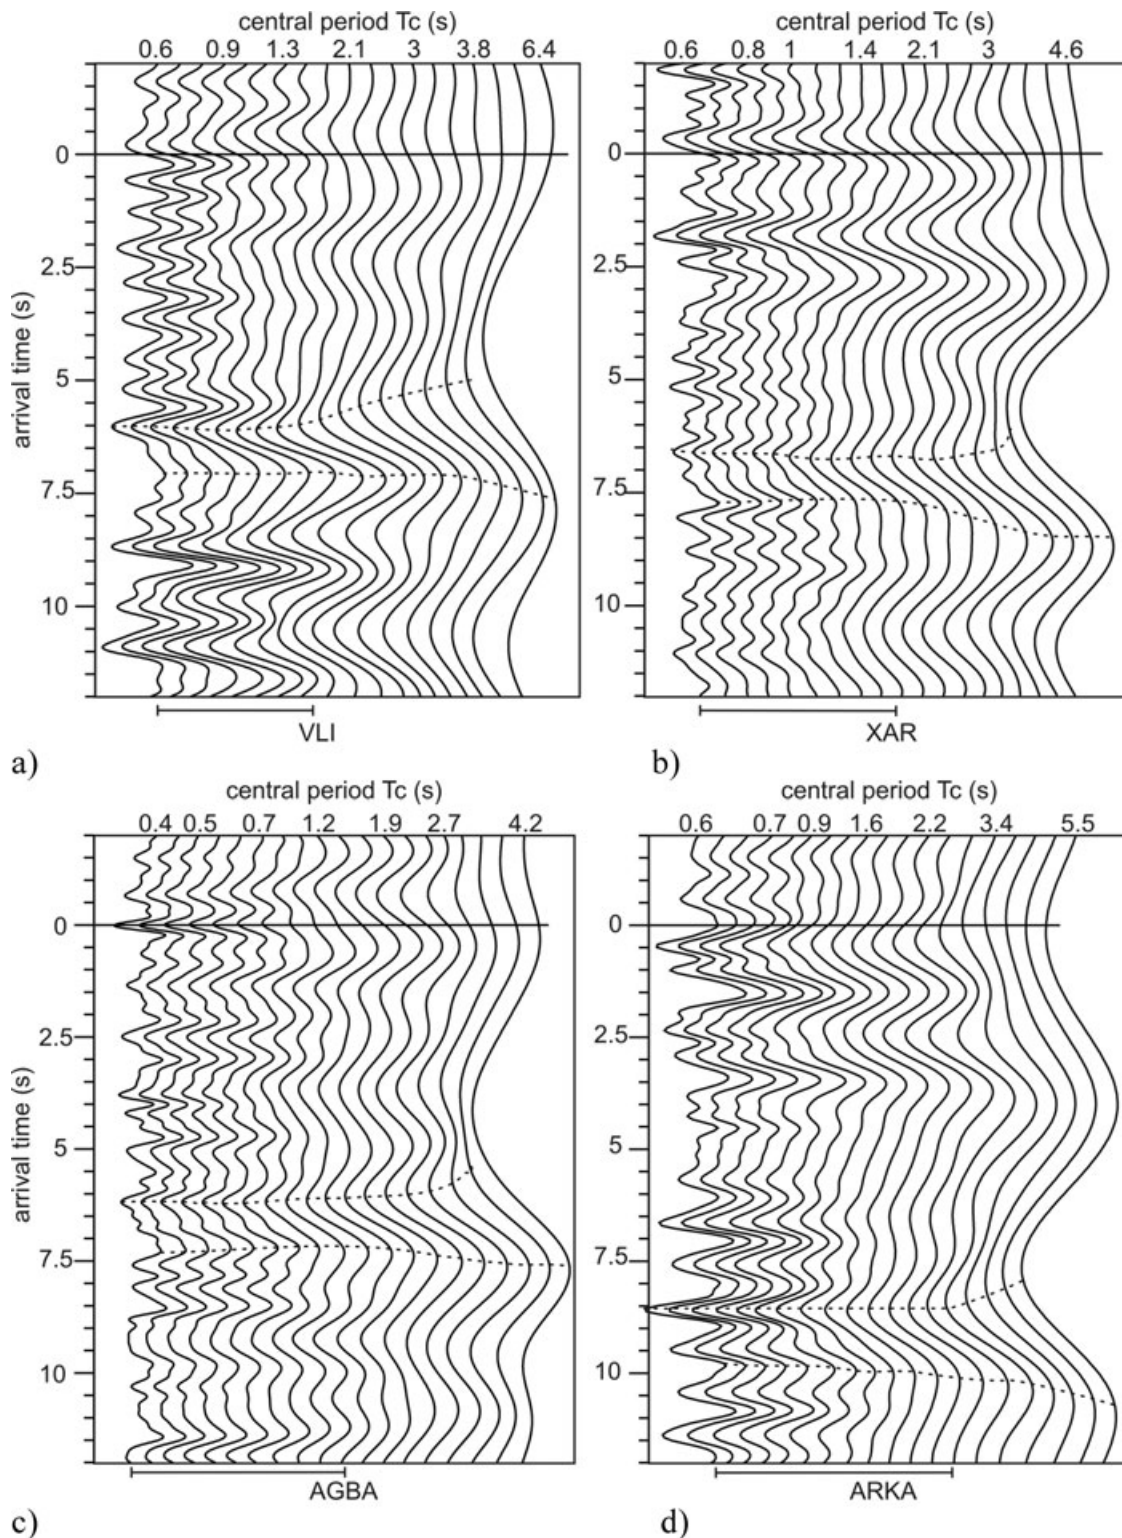 central period Tc (s)
0.6 0.9 1.3 2.1 3 3.8 6.4
0
2.5
5
7.5
10
arrival time (s)
VLI
a)
central period Tc (s)
0.6 0.8 1 1.4 2.1 3 4.6
0
2.5
5
7.5
10
XAR
b)
central period Tc (s)
0.4 0.5 0.7 1.2 1.9 2.7 4.2
0
2.5
5
7.5
10
arrival time (s)
AGBA
c)
central period Tc (s)
0.6 0.7 0.9 1.6 2.2 3.4 5.5
0
2.5
5
7.5
10
ARKA
d)